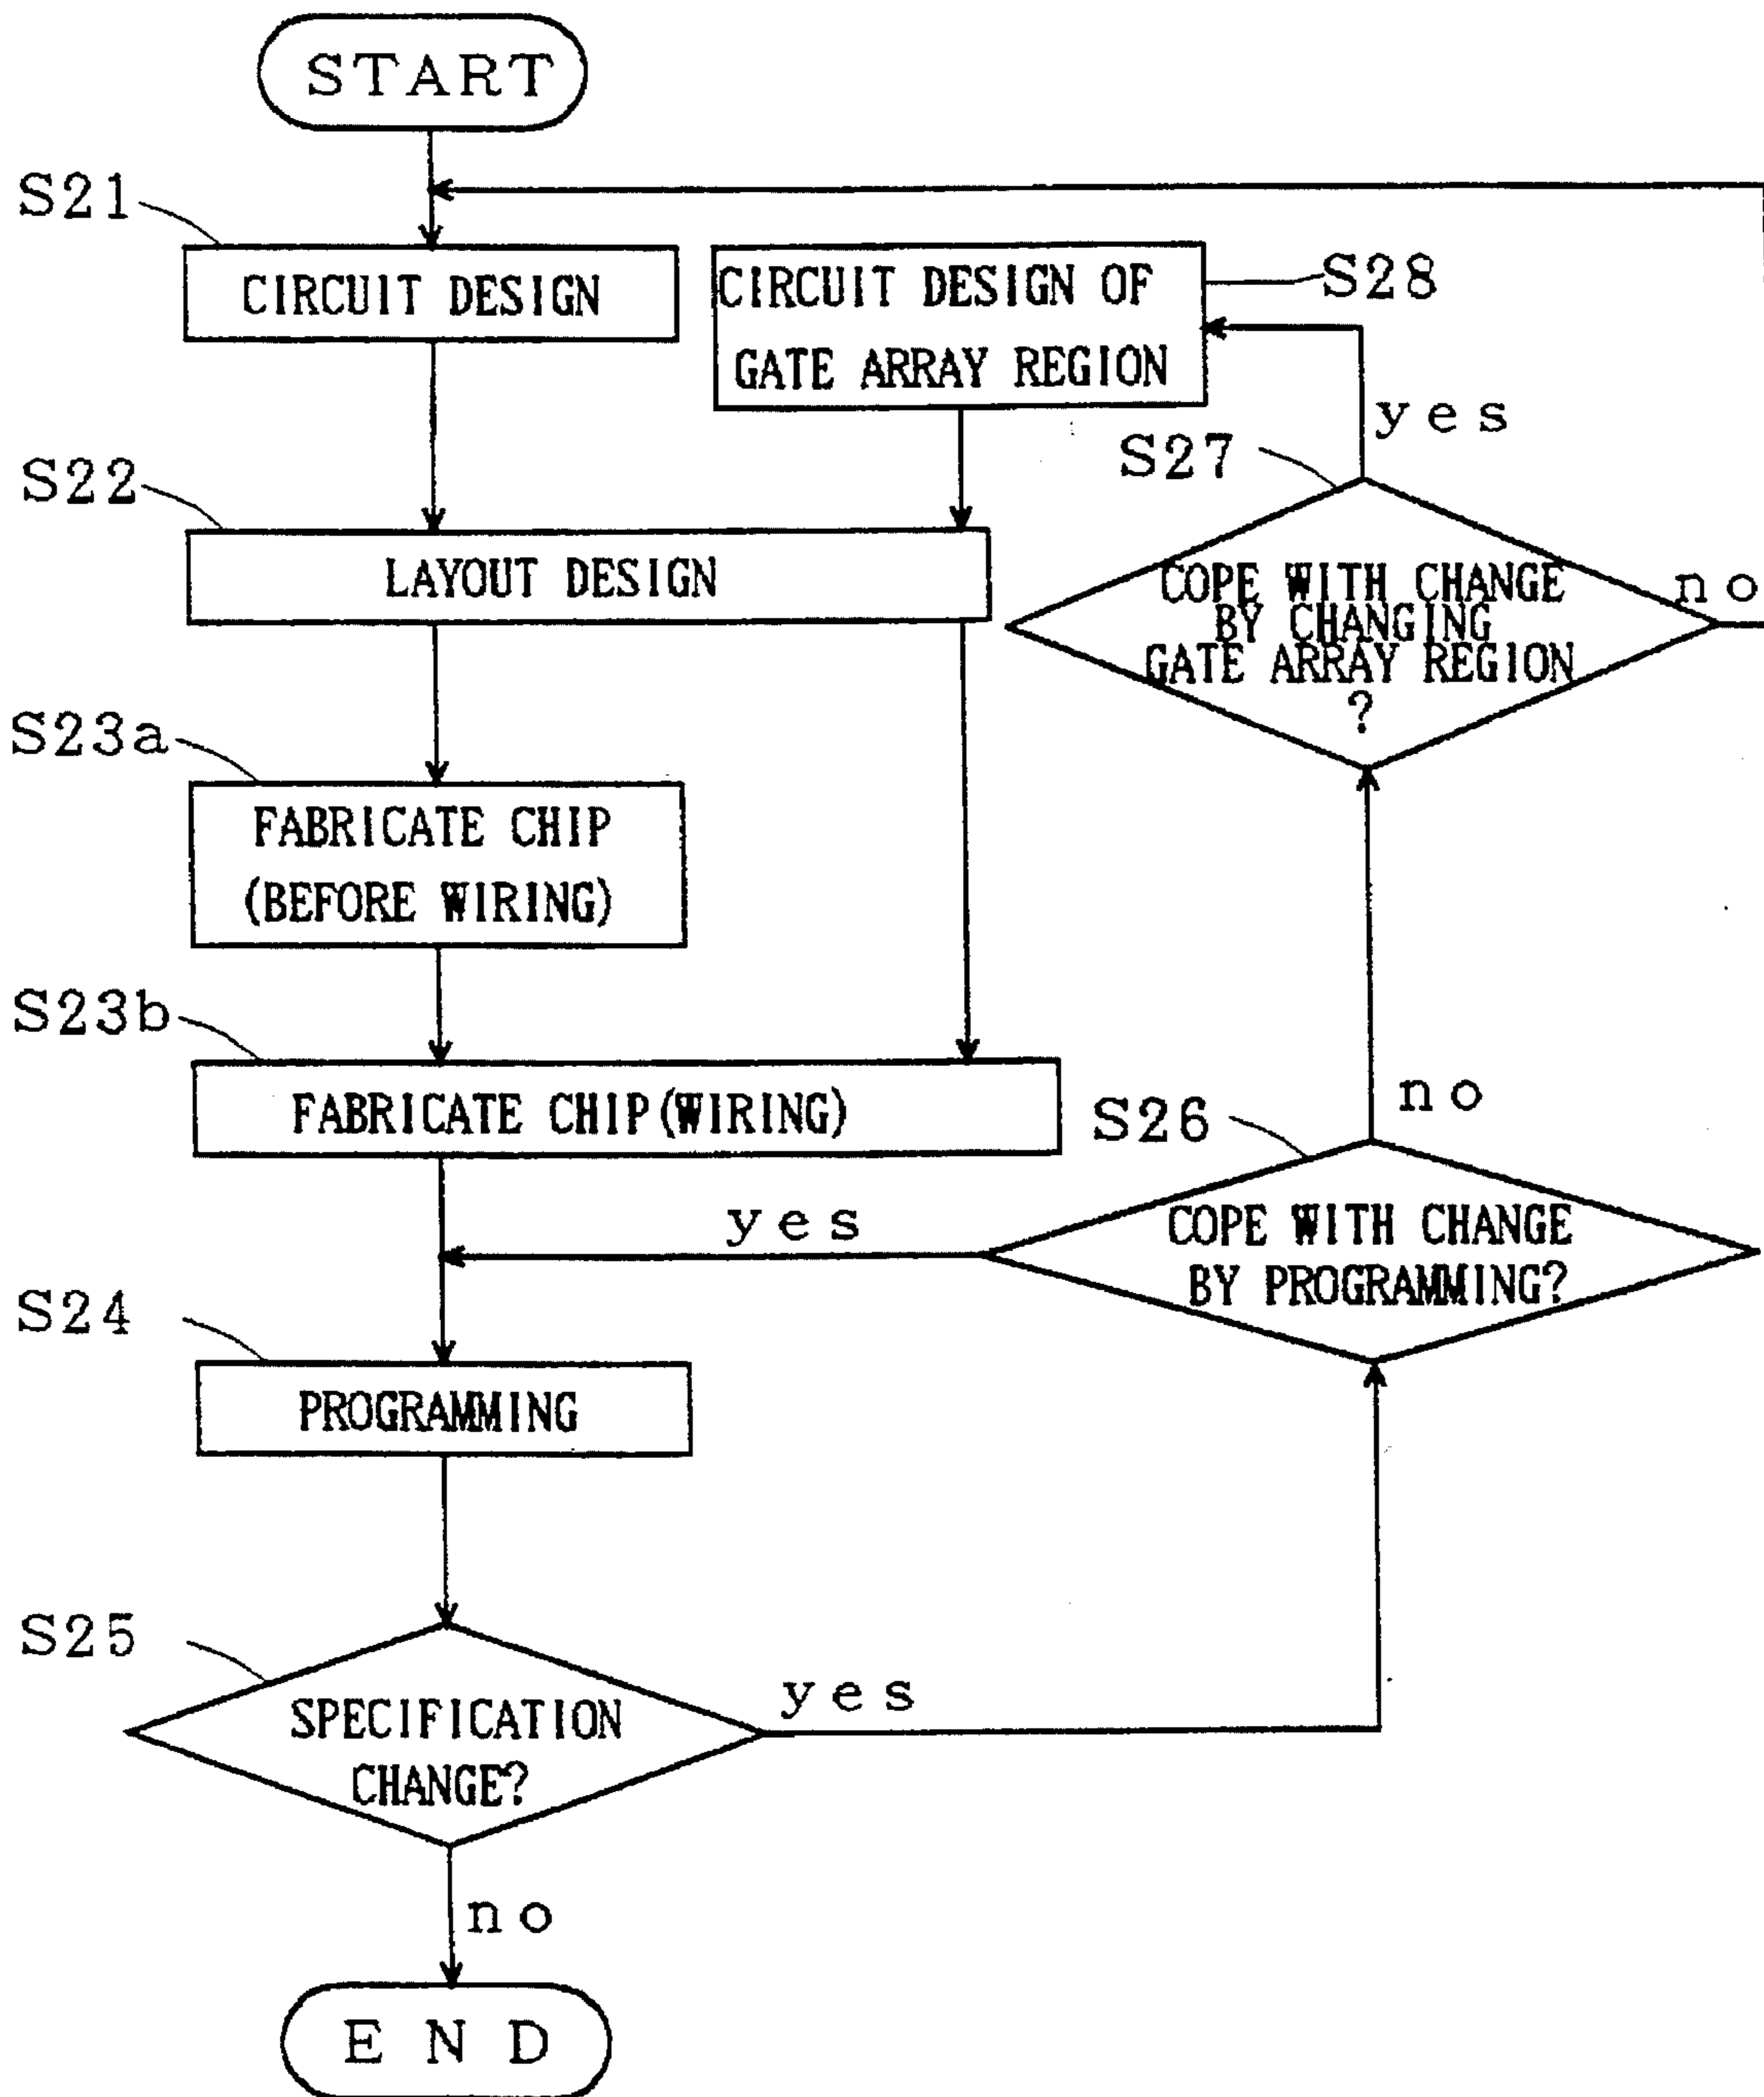 START
S21
CIRCUIT DESIGN
CIRCUIT DESIGN OF
GATE ARRAY REGION
S28
yes
S27
S22
LAYOUT DESIGN
COPE WITH CHANGE
BY CHANGING
GATE ARRAY REGION
?
no
S23a
FABRICATE CHIP
(BEFORE WIRING)
S23b
FABRICATE CHIP(WIRING)
no
S26
yes
COPE WITH CHANGE
BY PROGRAMMING?
S24
PROGRAMMING
S25
SPECIFICATION
CHANGE?
yes
no
END